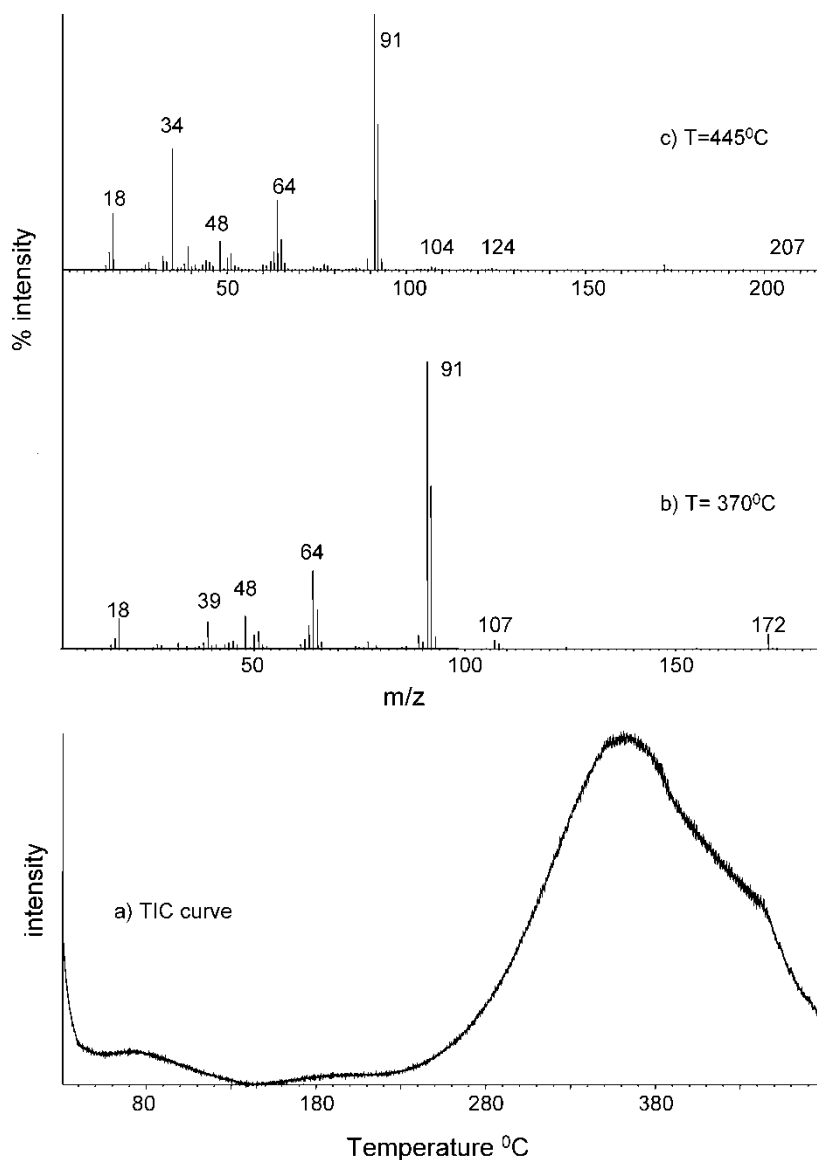 91
34
c) T=445⁰C
18
64
48
104 124 207
50 100 150 200
% intensity
91
b) T= 370⁰C
64
18 39 48
107 172
50 100 150
m/z
intensity
a) TIC curve
80 180 280 380
Temperature ⁰C